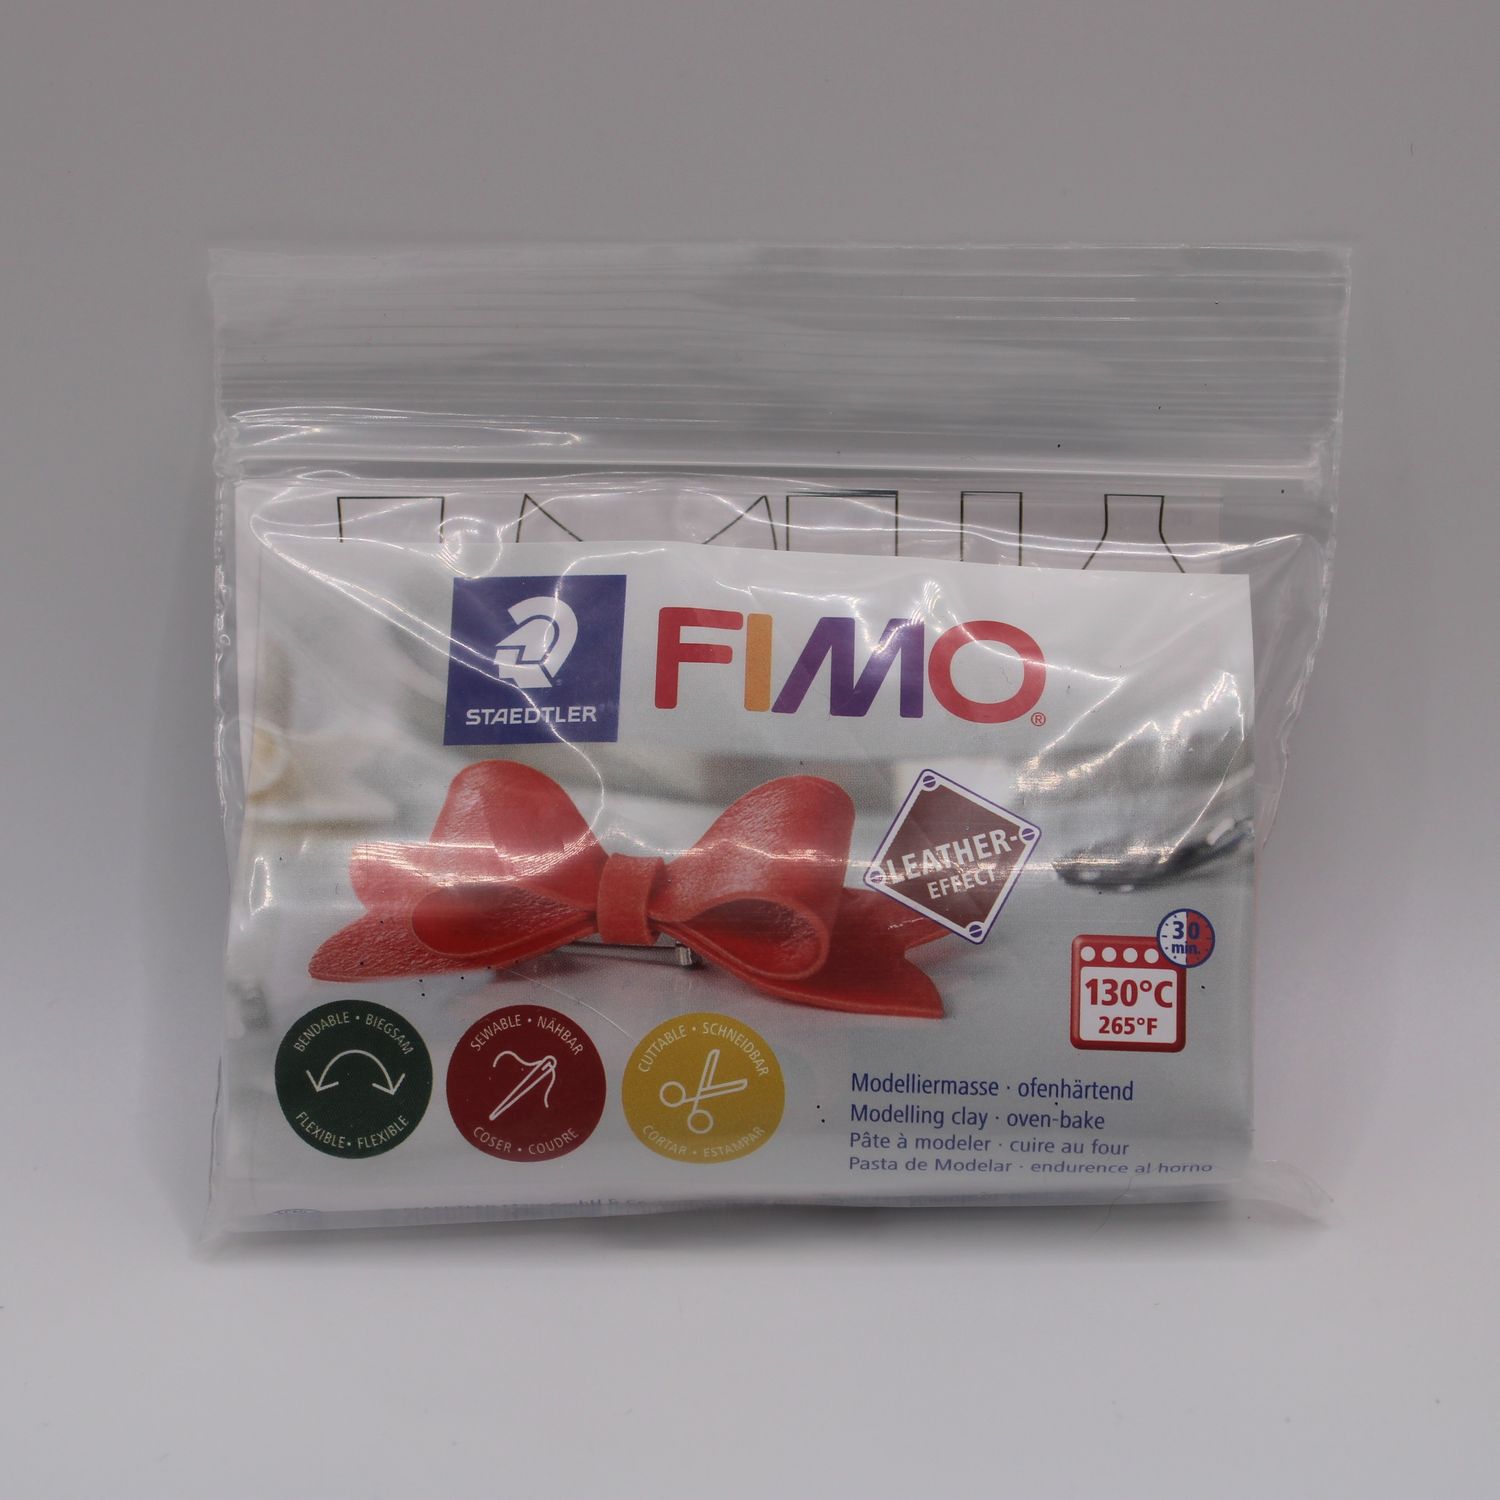 STAEDTLER
FIMO®
LEATHER-
EFFECT
30
min.
130°C
265°F
BENDABLE • BIEGSAM
FLEXIBLE • FLEXIBLE
SEWABLE • NÄHBAR
COSER • COUDRE
CUTTABLE • SCHNEIDBAR
CORTAR • ESTAMPAR
Modelliermasse · ofenhärtend
Modelling clay · oven-bake
Pâte à modeler · cuire au four
Pasta de Modelar · endurence al horno